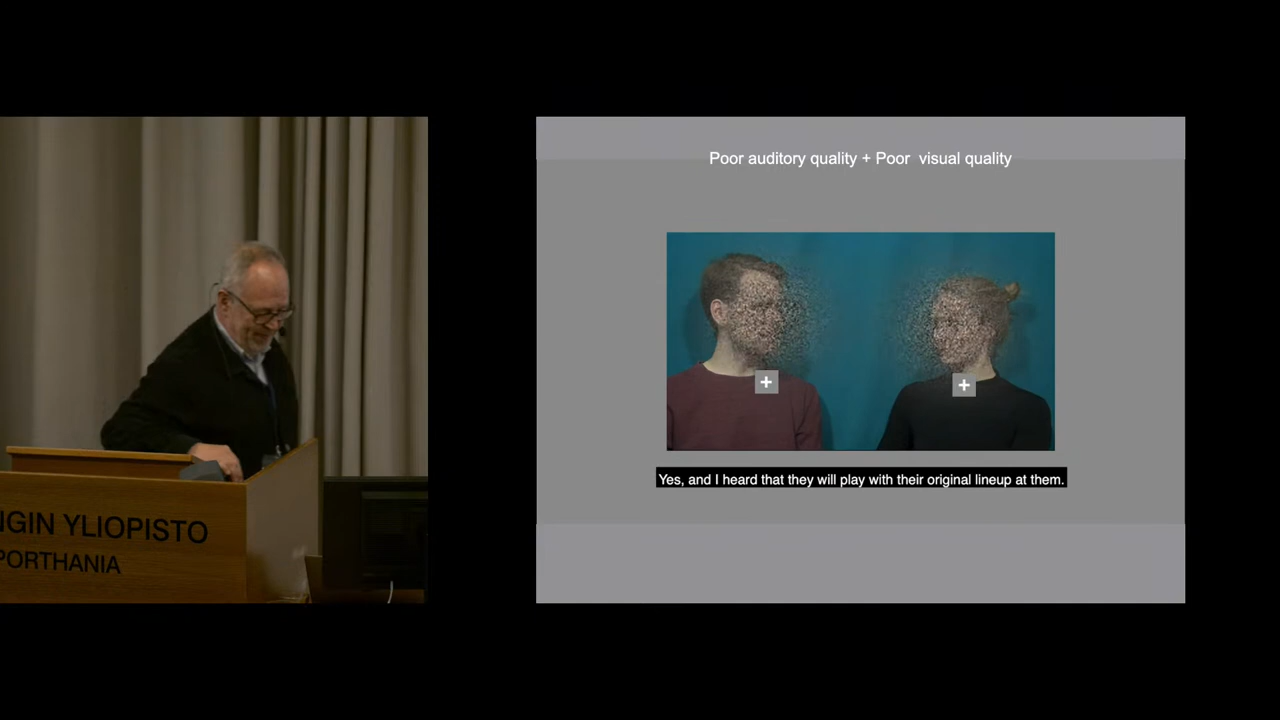 NGIN YLIOPISTO
PORTHANIA
Poor auditory quality + Poor  visual quality
+ +
Yes, and I heard that they will play with their original lineup at them.